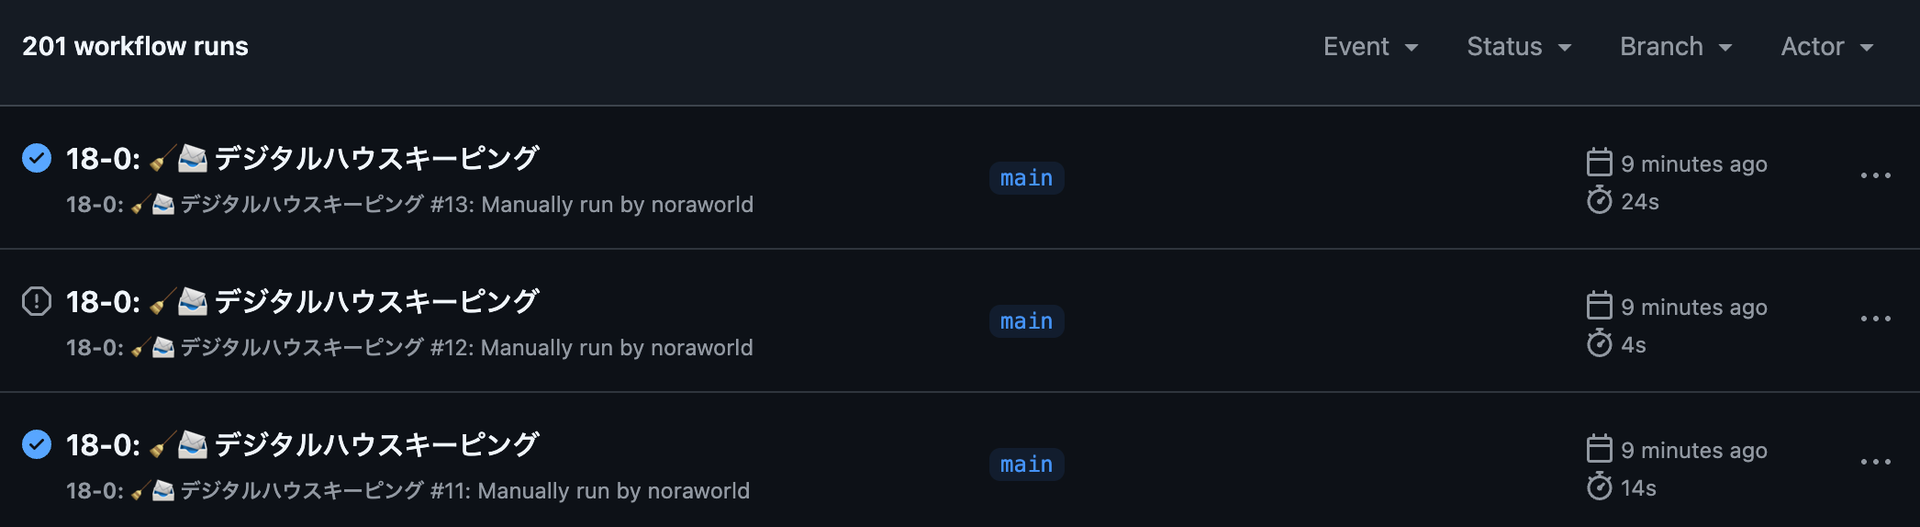 201 workflow runs
Event Status Branch Actor
18-0: 🧹📨 デジタルハウスキーピング
18-0: 🧹📨 デジタルハウスキーピング #13: Manually run by noraworld
main
9 minutes ago
24s
18-0: 🧹📨 デジタルハウスキーピング
18-0: 🧹📨 デジタルハウスキーピング #12: Manually run by noraworld
main
9 minutes ago
4s
18-0: 🧹📨 デジタルハウスキーピング
18-0: 🧹📨 デジタルハウスキーピング #11: Manually run by noraworld
main
9 minutes ago
14s